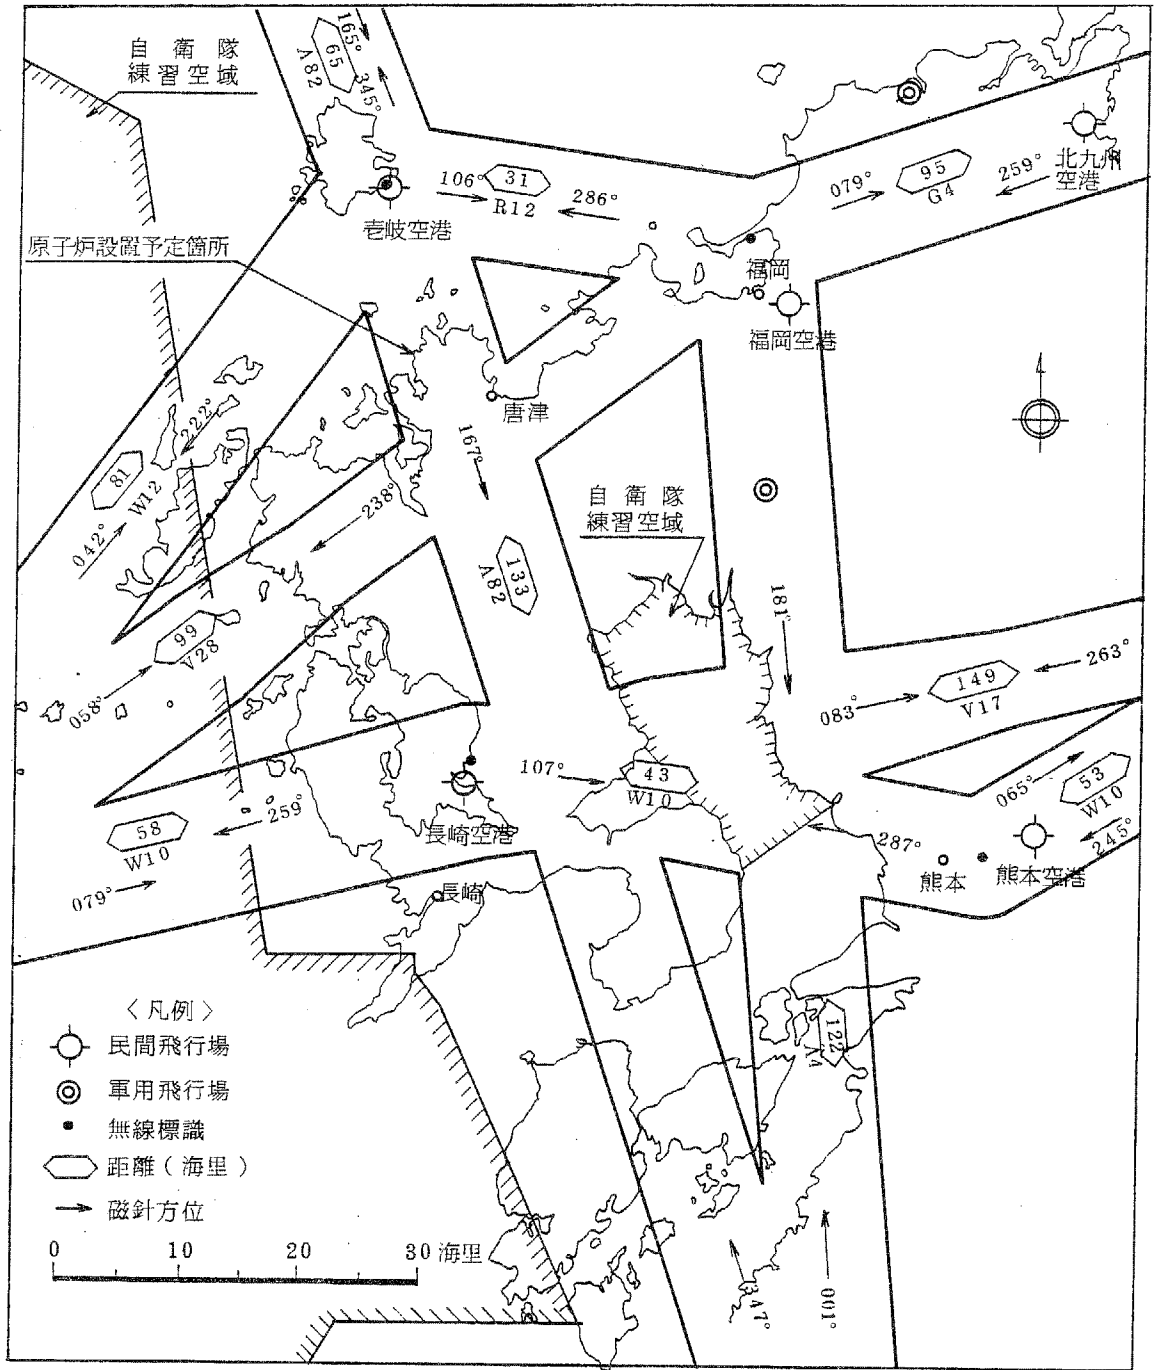 自衛隊
練習空域
165°
65
A82
345°
106°
31
R12
286°
079°
95
G4
259°
北九州
空港
壱岐空港
原子炉設置予定箇所
福岡
福岡空港
唐津
222°
81
W12
042°
167°
238°
自衛隊
練習空域
133
A82
181°
99
V28
058°
149
V17
263°
083°
107°
43
W10
065°
53
W10
245°
58
W10
259°
079°
長崎空港
長崎
287°
熊本
熊本空港
122
A4
〈凡例〉
民間飛行場
軍用飛行場
無線標識
距離(海里)
磁針方位
0 10 20 30 海里
347°
001°